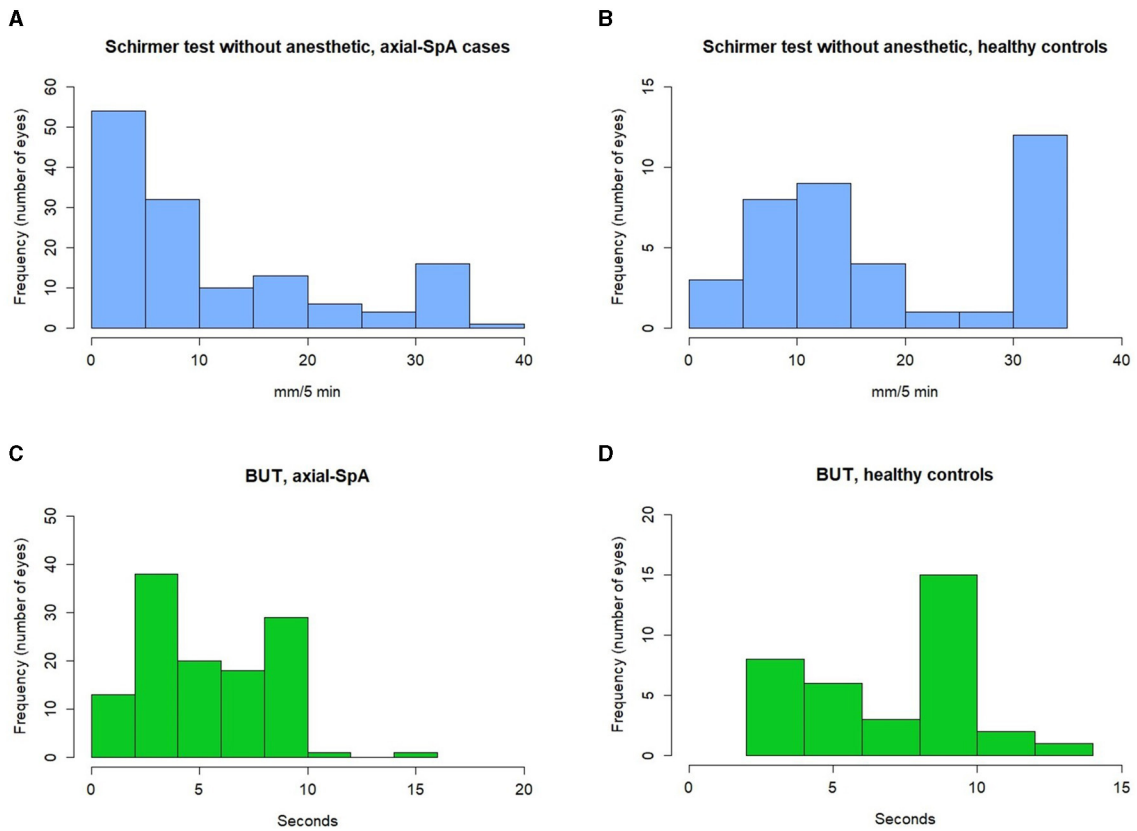 A
Schirmer test without anesthetic, axial-SpA cases
Frequency (number of eyes)
60
50
40
30
20
10
0
0 10 20 30 40
mm/5 min
B
Schirmer test without anesthetic, healthy controls
Frequency (number of eyes)
15
10
5
0
0 10 20 30 40
mm/5 min
C
BUT, axial-SpA
Frequency (number of eyes)
50
40
30
20
10
0
0 5 10 15 20
Seconds
D
BUT, healthy controls
Frequency (number of eyes)
20
15
10
5
0
0 5 10 15
Seconds